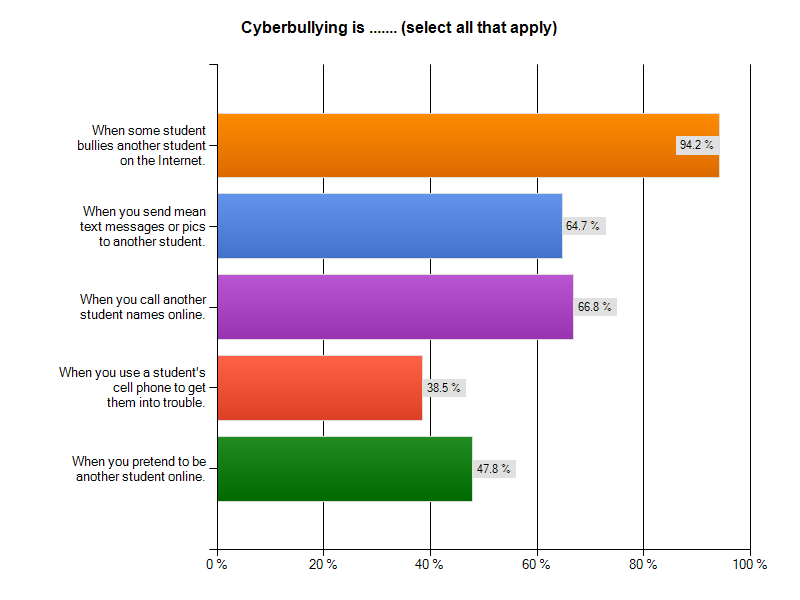 Cyberbullying is ....... (select all that apply)
When some student
bullies another student
on the Internet.
94.2 %
When you send mean
text messages or pics
to another student.
64.7 %
When you call another
student names online.
66.8 %
When you use a student's
cell phone to get
them into trouble.
38.5 %
When you pretend to be
another student online.
47.8 %
0 % 20 % 40 % 60 % 80 % 100 %